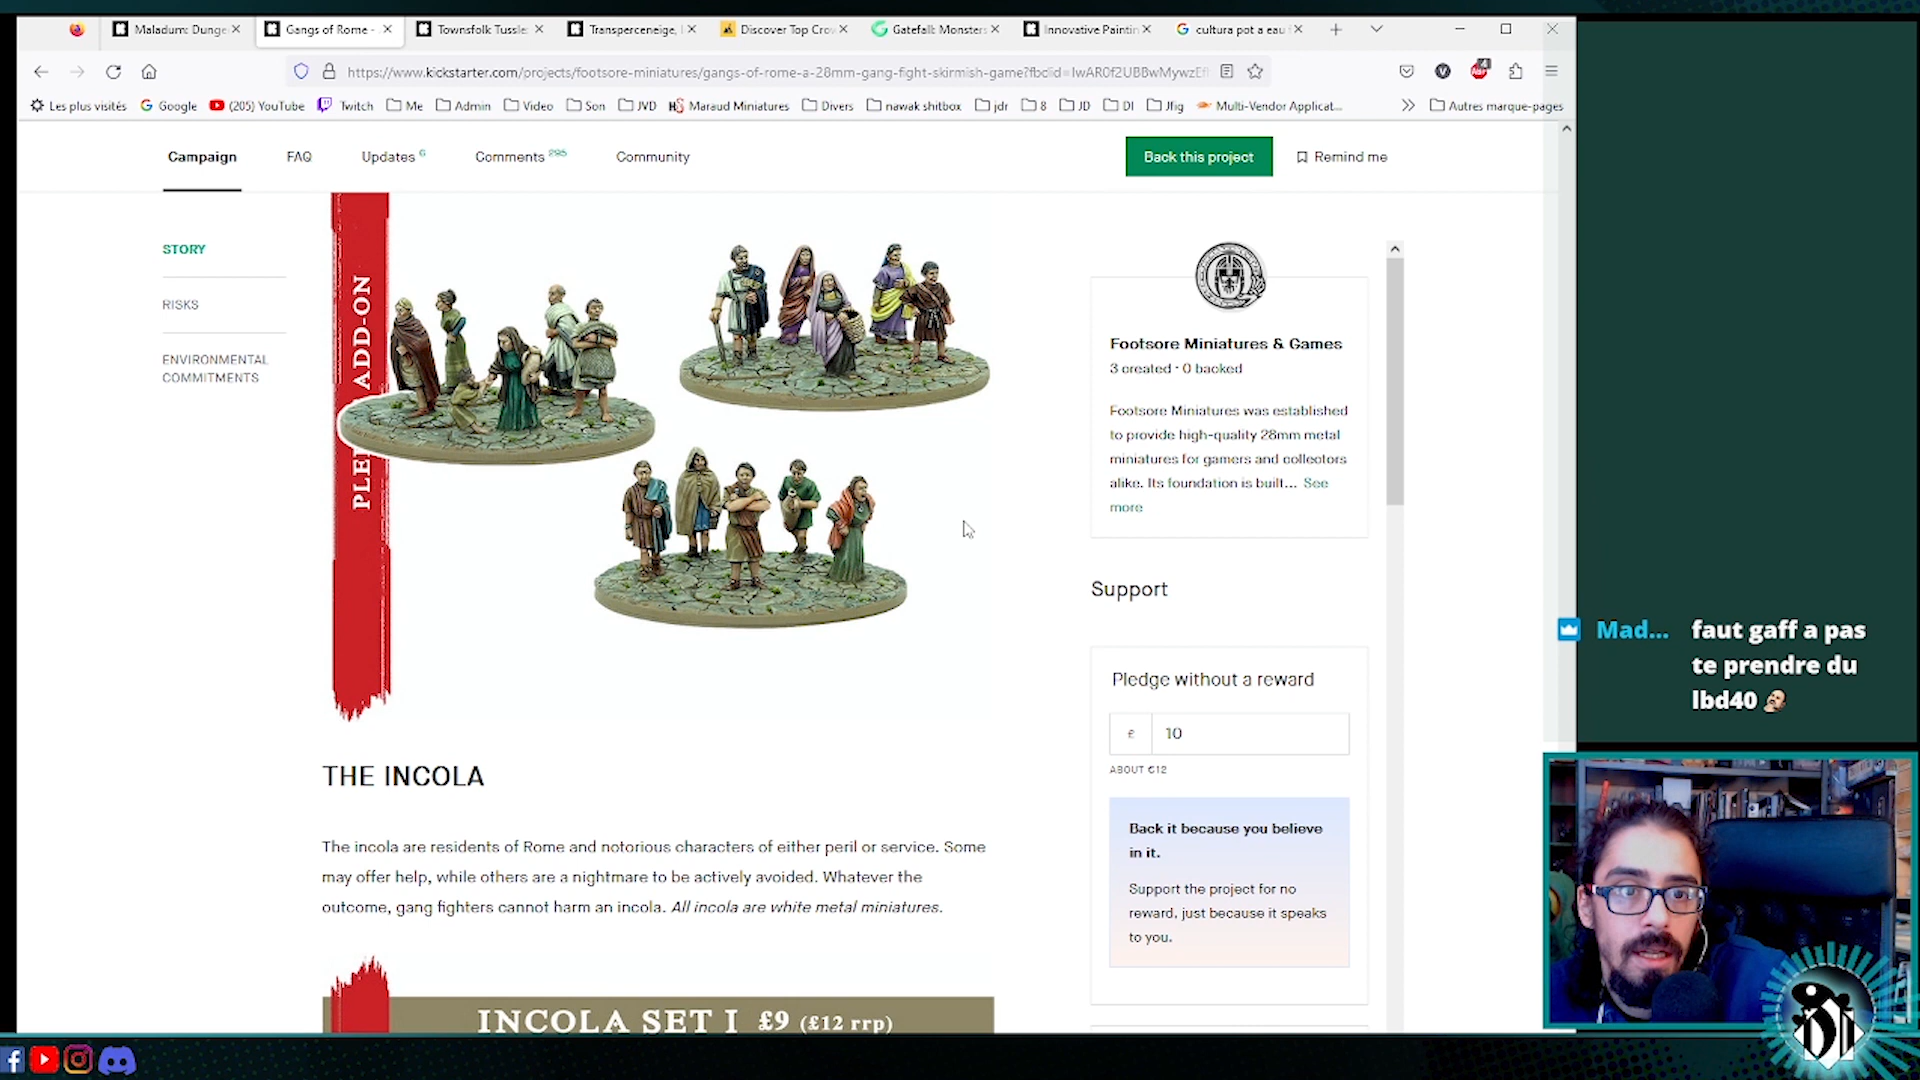 Maladum: Dunge
Gangs of Rome -
Townsfolk Tussle
Transperceneige,
Discover Top Cro
Gatefall: Monsters
Innovative Paintin
cultura pot a eau
https://www.kickstarter.com/projects/footsore-miniatures/gangs-of-rome-a-28mm-gang-fight-skirmish-game?fbclid=IwAR0f2UBBwMywzEf
Les plus visités
Google
(205) YouTube
Twitch
Me
Admin
Video
Son
JVD
Maraud Miniatures
Divers
nawak shitbox
jdr
8
JD
DI
Jfig
Multi-Vendor Applicat...
Autres marque-pages
Campaign
FAQ
Updates 6
Comments 295
Community
Back this project
Remind me
STORY
RISKS
ENVIRONMENTAL
COMMITMENTS
ADD-ON
Footsore Miniatures & Games
3 created · 0 backed
Footsore Miniatures was established
to provide high-quality 28mm metal
miniatures for gamers and collectors
alike. Its foundation is built... See
more
Support
Pledge without a reward
£ 10
ABOUT €12
Back it because you believe
in it.
Support the project for no
reward, just because it speaks
to you.
THE INCOLA
The incola are residents of Rome and notorious characters of either peril or service. Some
may offer help, while others are a nightmare to be actively avoided. Whatever the
outcome, gang fighters cannot harm an incola. All incola are white metal miniatures.
INCOLA SET I £9 (£12 rrp)
Mad... faut gaff a pas
te prendre du
lbd40
DI